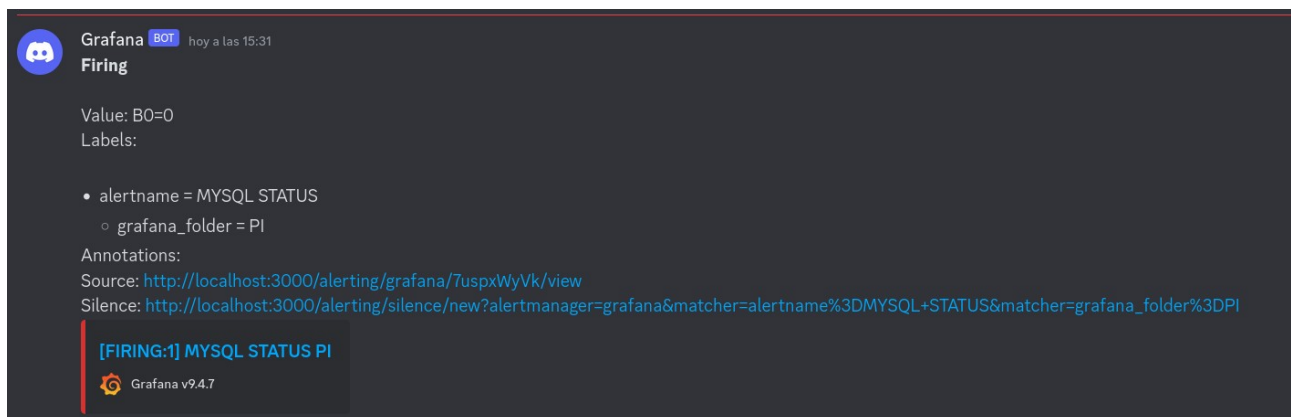 Grafana BOT hoy a las 15:31
Firing
Value: B0=0
Labels:
• alertname = MYSQL STATUS
◦ grafana_folder = PI
Annotations:
Source: http://localhost:3000/alerting/grafana/7uspxWyVk/view
Silence: http://localhost:3000/alerting/silence/new?alertmanager=grafana&matcher=alertname%3DMYSQL+STATUS&matcher=grafana_folder%3DPI
[FIRING:1] MYSQL STATUS PI
Grafana v9.4.7